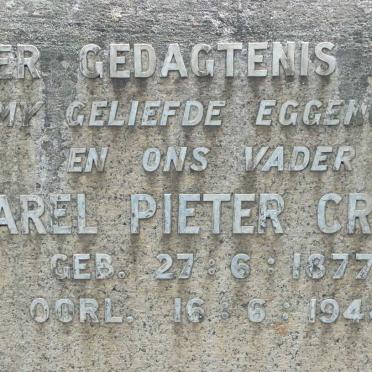 ER GEDAGTENIS
MY GELIEFDE EGGEN
EN ONS VADER
AREL PIETER CR
GEB. 27 : 6 : 1877
OORL. 16 : 6 : 194